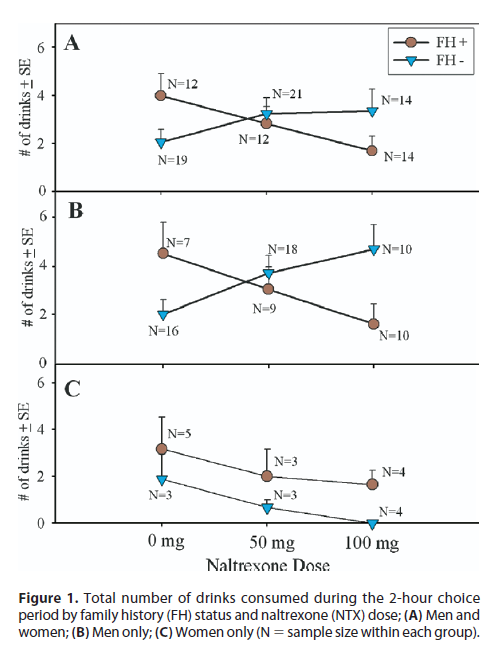 A
FH +
FH -
6
4
2
0
# of drinks ± SE
N=12
N=21
N=14
N=19
N=12
N=14
B
6
4
2
0
# of drinks ± SE
N=7
N=18
N=10
N=16
N=9
N=10
C
6
4
2
0
# of drinks ± SE
N=5
N=3
N=4
N=3
N=3
N=4
0 mg 50 mg 100 mg
Naltrexone Dose
Figure 1. Total number of drinks consumed during the 2-hour choice
period by family history (FH) status and naltrexone (NTX) dose; (A) Men and
women; (B) Men only; (C) Women only (N = sample size within each group).